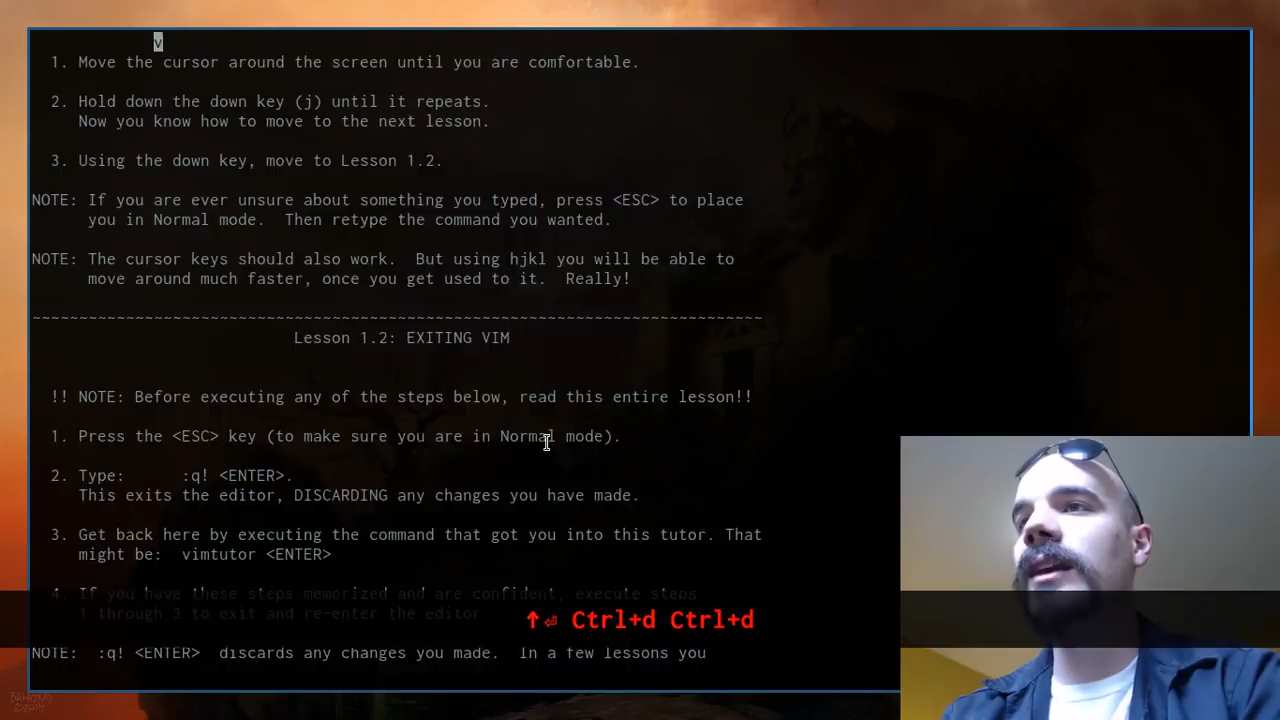 v
1. Move the cursor around the screen until you are comfortable.
2. Hold down the down key (j) until it repeats.
Now you know how to move to the next lesson.
3. Using the down key, move to Lesson 1.2.
NOTE: If you are ever unsure about something you typed, press <ESC> to place
you in Normal mode. Then retype the command you wanted.
NOTE: The cursor keys should also work. But using hjkl you will be able to
move around much faster, once you get used to it. Really!
~~~~~~~~~~~~~~~~~~~~~~~~~~~~~~~~~~~~~~~~~~~~~~~~~~~~~~~~~~~~~~~~~~~~~~~~~~~~~~
Lesson 1.2: EXITING VIM
!! NOTE: Before executing any of the steps below, read this entire lesson!!
1. Press the <ESC> key (to make sure you are in Normal mode).
2. Type: :q! <ENTER>.
This exits the editor, DISCARDING any changes you have made.
3. Get back here by executing the command that got you into this tutor. That
might be: vimtutor <ENTER>
4. If you have these steps memorized and are confident, execute steps
1 through 3 to exit and re-enter the editor.
↑⏎ Ctrl+d Ctrl+d
NOTE: :q! <ENTER> discards any changes you made. In a few lessons you
©2014